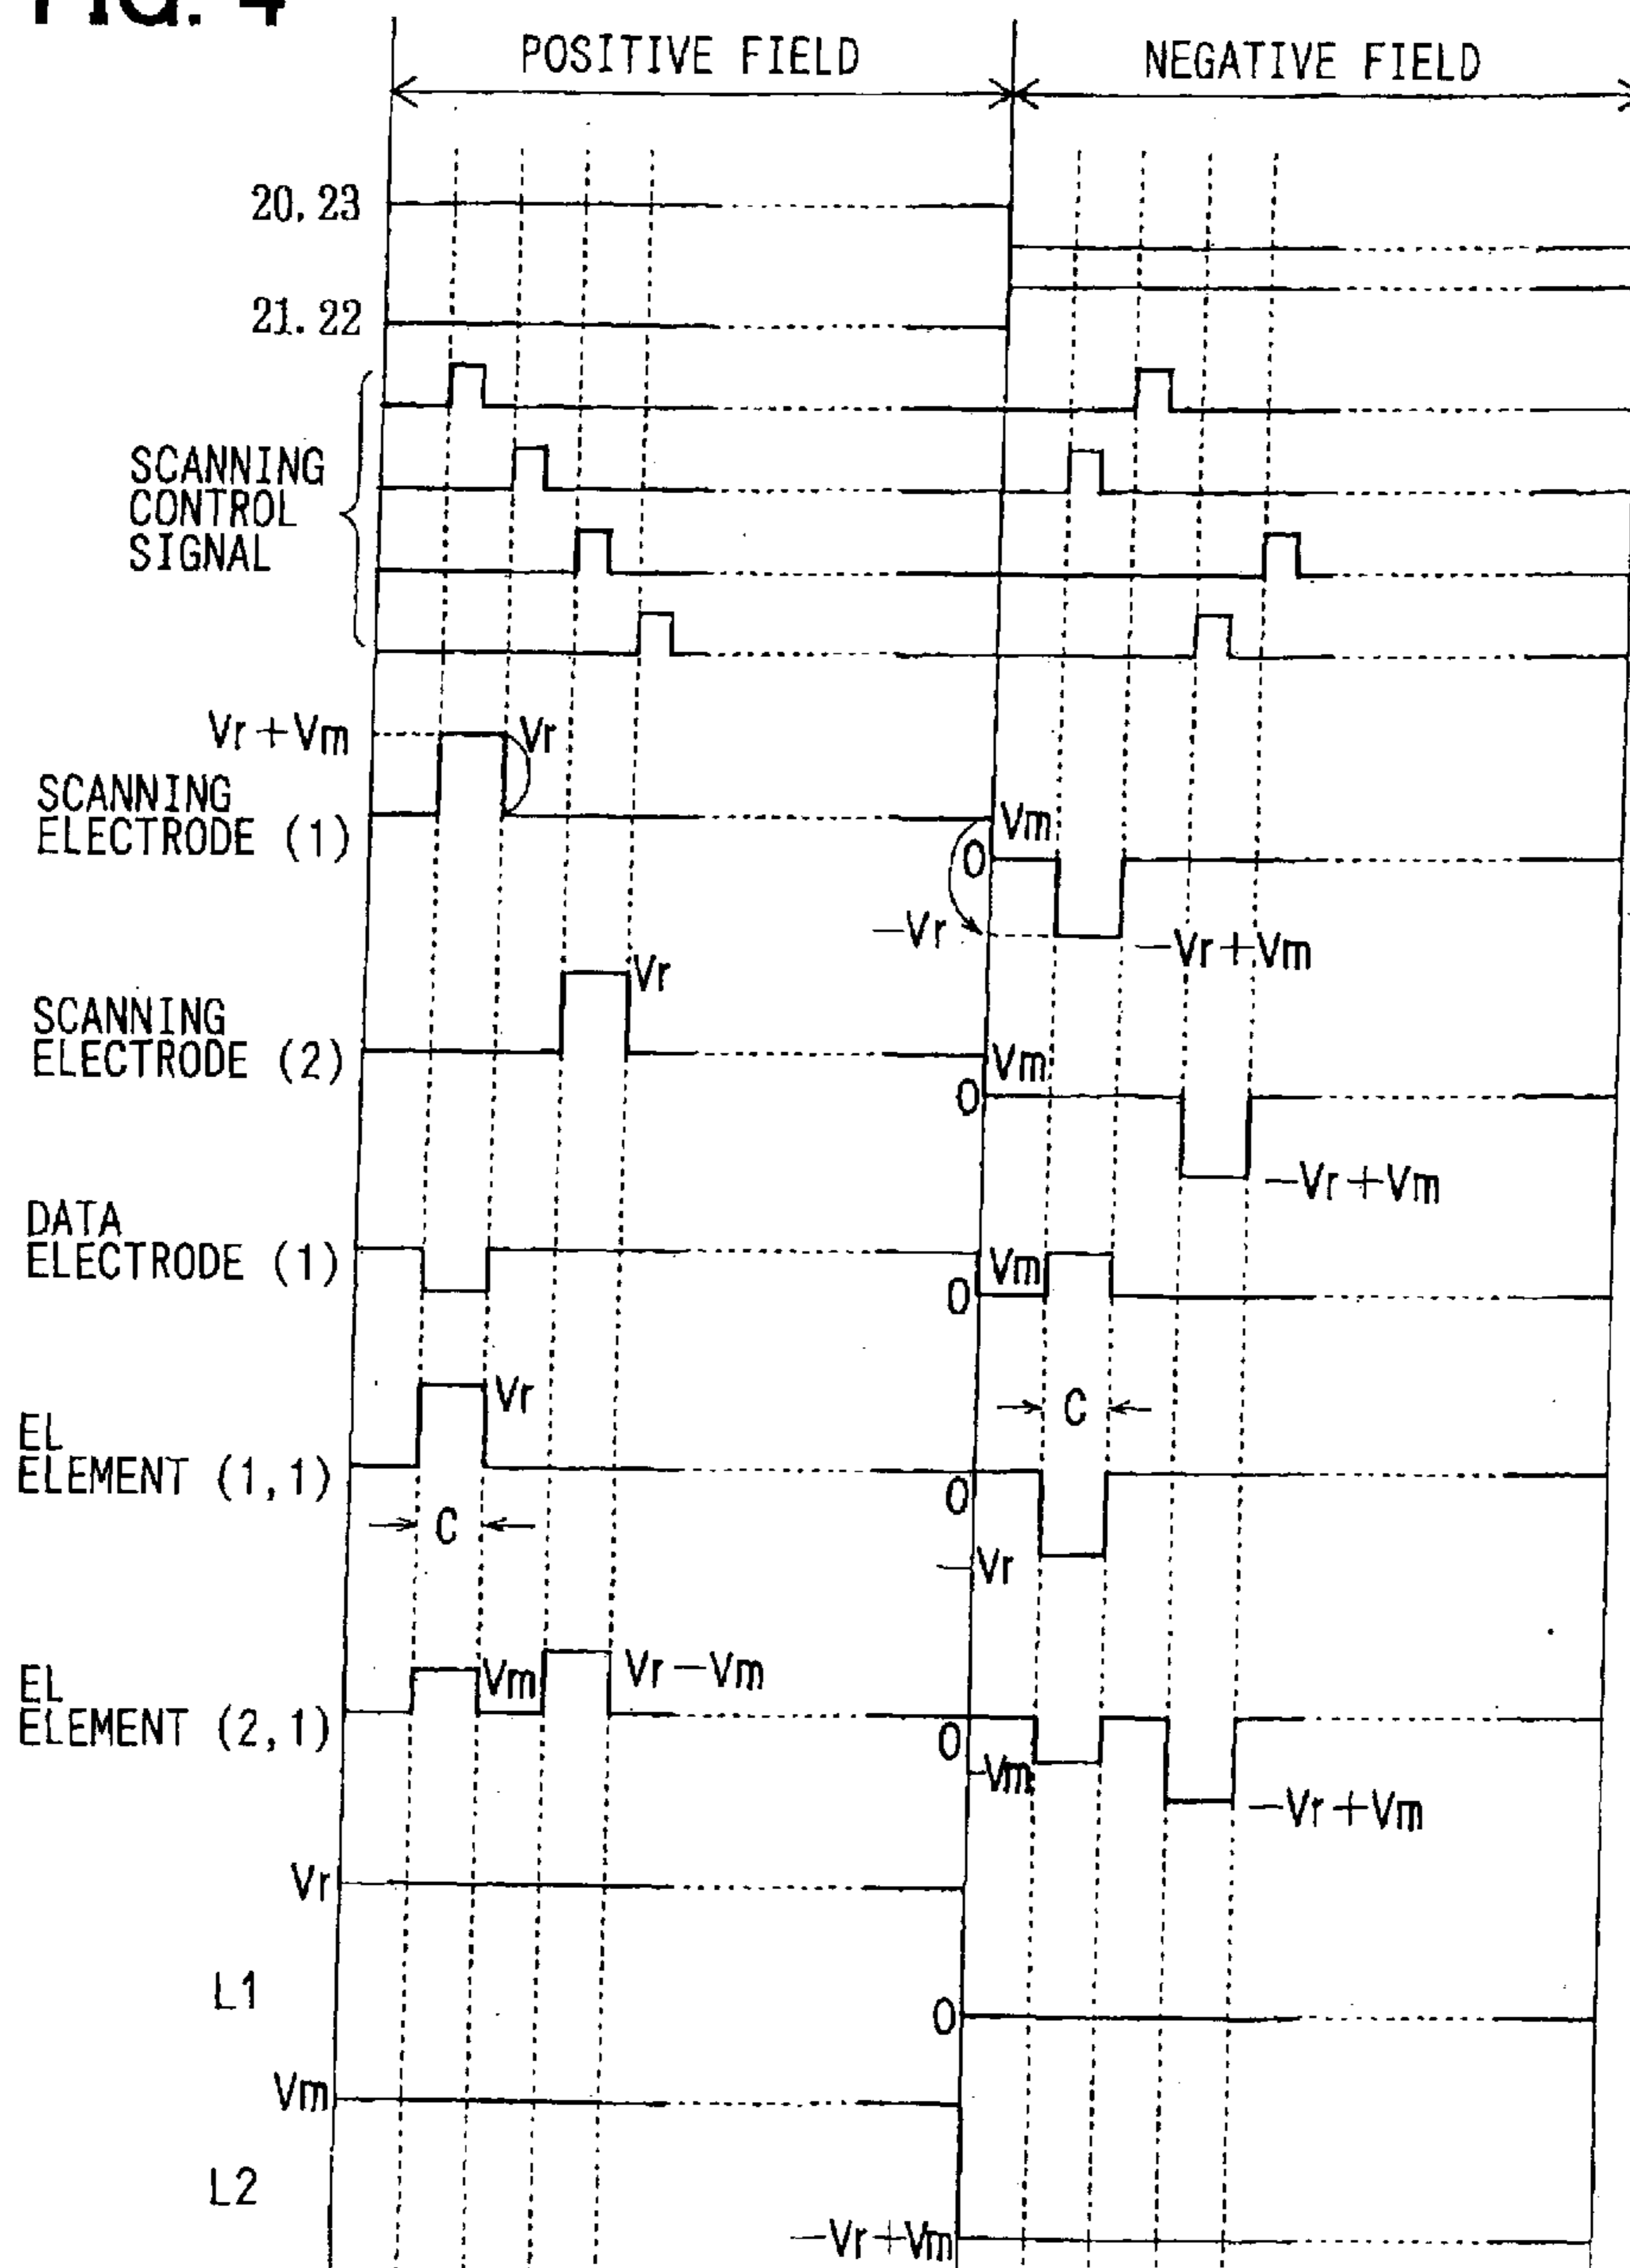 FIG. 4
POSITIVE FIELD
NEGATIVE FIELD
20.23
21.22
SCANNING
CONTROL
SIGNAL
Vr+Vm
Vr
SCANNING
ELECTRODE (1)
Vm
0
-Vr
-Vr+Vm
Vr
SCANNING
ELECTRODE (2)
Vm
0
-Vr+Vm
DATA
ELECTRODE (1)
Vm
0
Vr
C
EL
ELEMENT (1,1)
0
C
-Vr
Vm
Vr-Vm
EL
ELEMENT (2,1)
0
-Vm
-Vr+Vm
Vr
L1
0
Vm
L2
-Vr+Vm